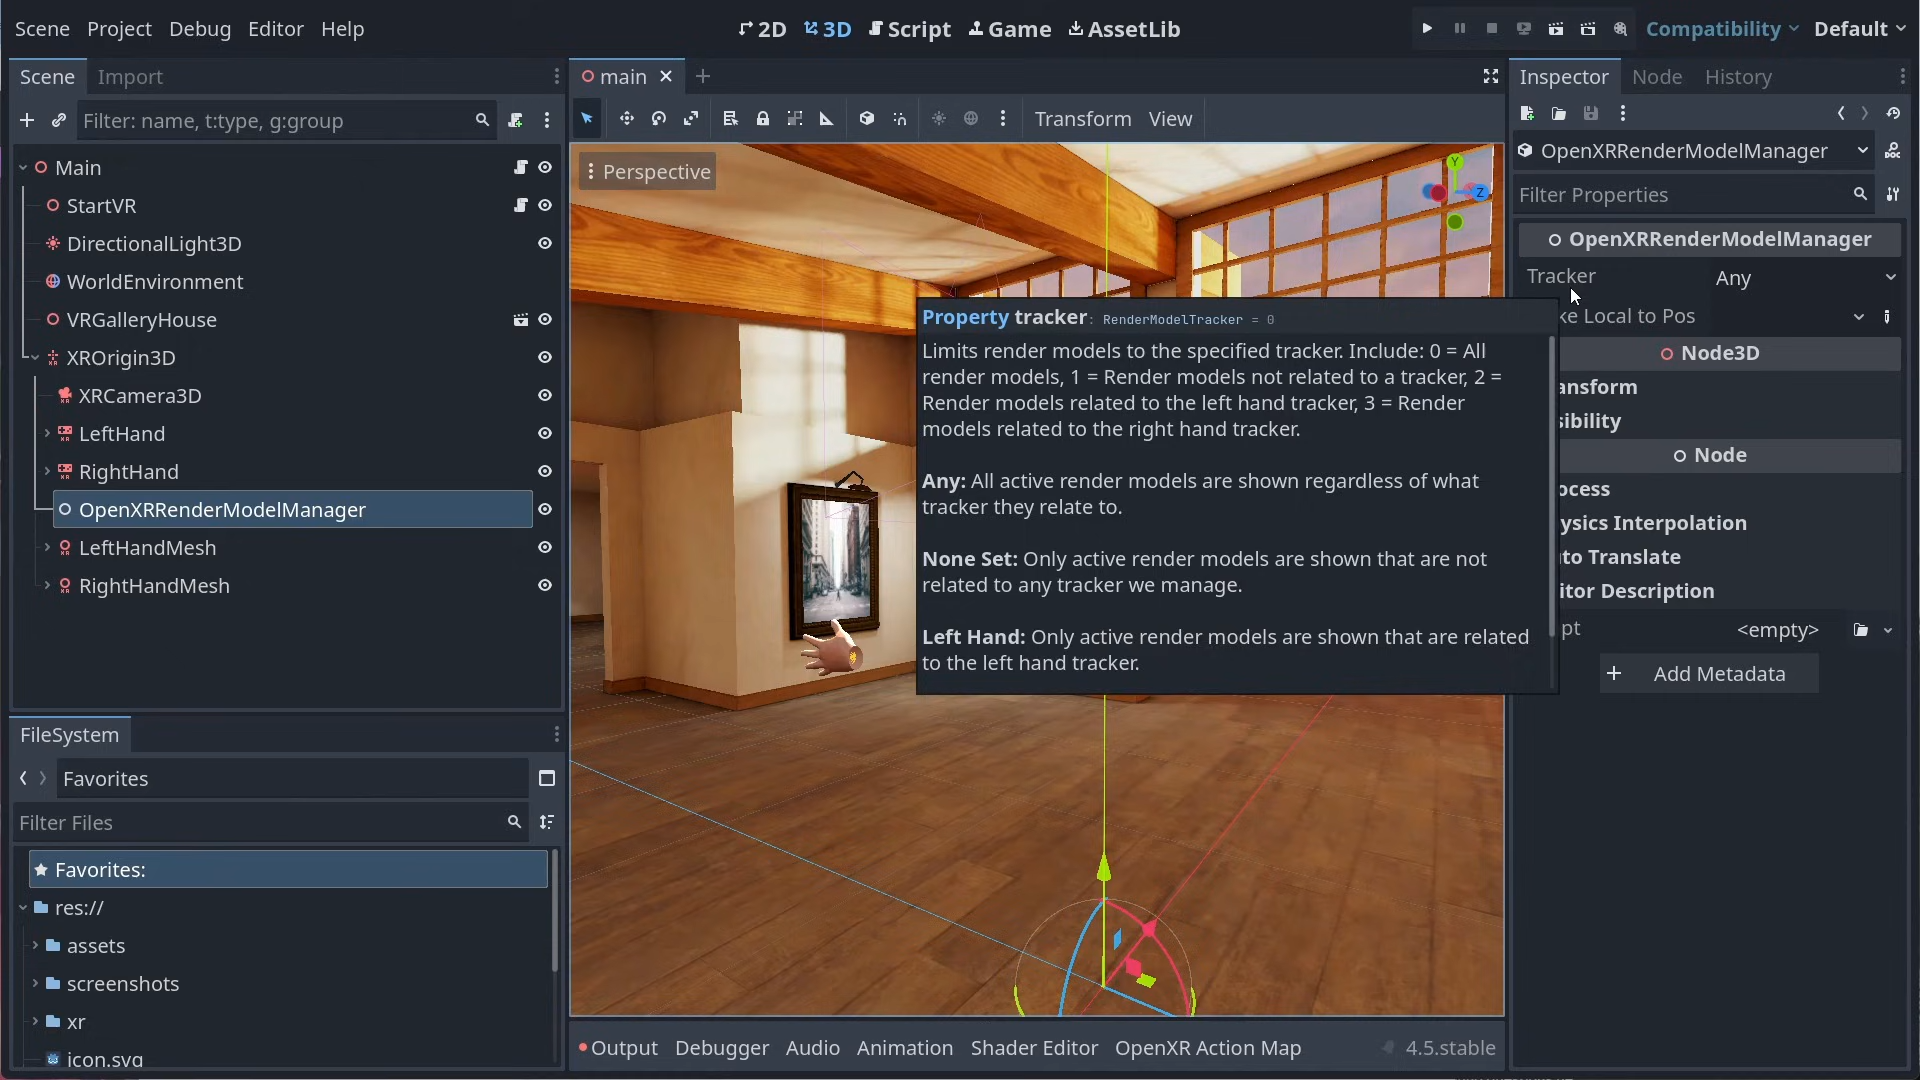 Scene Project Debug Editor Help
2D 3D Script Game AssetLib
Compatibility Default
Scene Import
Filter: name, t:type, g:group
Main
StartVR
DirectionalLight3D
WorldEnvironment
VRGalleryHouse
XROrigin3D
XRCamera3D
LeftHand
RightHand
OpenXRRenderModelManager
LeftHandMesh
RightHandMesh
FileSystem
Favorites
Filter Files
Favorites:
res://
assets
screenshots
xr
icon.svg
main
Transform View
Perspective
Y
Z
Property tracker: RenderModelTracker = 0
Limits render models to the specified tracker. Include: 0 = All
render models, 1 = Render models not related to a tracker, 2 =
Render models related to the left hand tracker, 3 = Render
models related to the right hand tracker.
Any: All active render models are shown regardless of what
tracker they relate to.
None Set: Only active render models are shown that are not
related to any tracker we manage.
Left Hand: Only active render models are shown that are related
to the left hand tracker.
Output Debugger Audio Animation Shader Editor OpenXR Action Map 4.5.stable
Inspector Node History
OpenXRRenderModelManager
Filter Properties
OpenXRRenderModelManager
Tracker Any
ke Local to Pos
Node3D
ansform
sibility
Node
ocess
ysics Interpolation
to Translate
itor Description
pt <empty>
Add Metadata